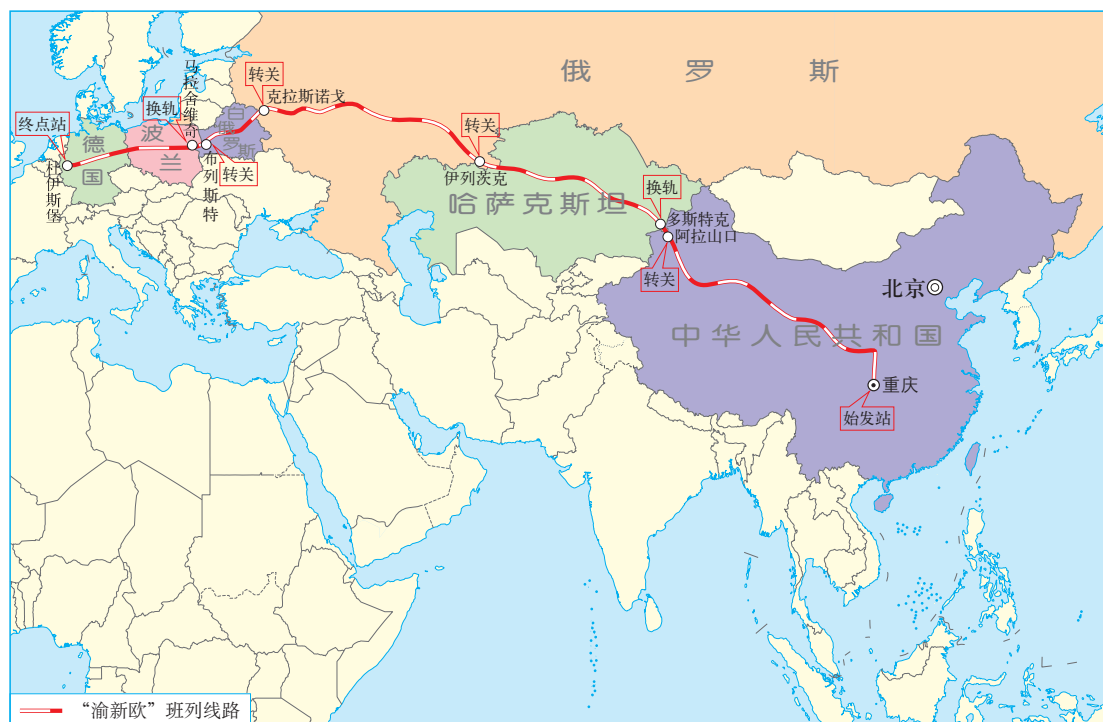 俄罗斯
转关
克拉斯诺戈
马拉舍维奇
换轨
白俄罗斯
终点站
德国
波兰
杜伊斯堡
布列斯特
转关
转关
伊列茨克
哈萨克斯坦
换轨
多斯特克
阿拉山口
转关
北京
中华人民共和国
重庆
始发站
“渝新欧”班列线路